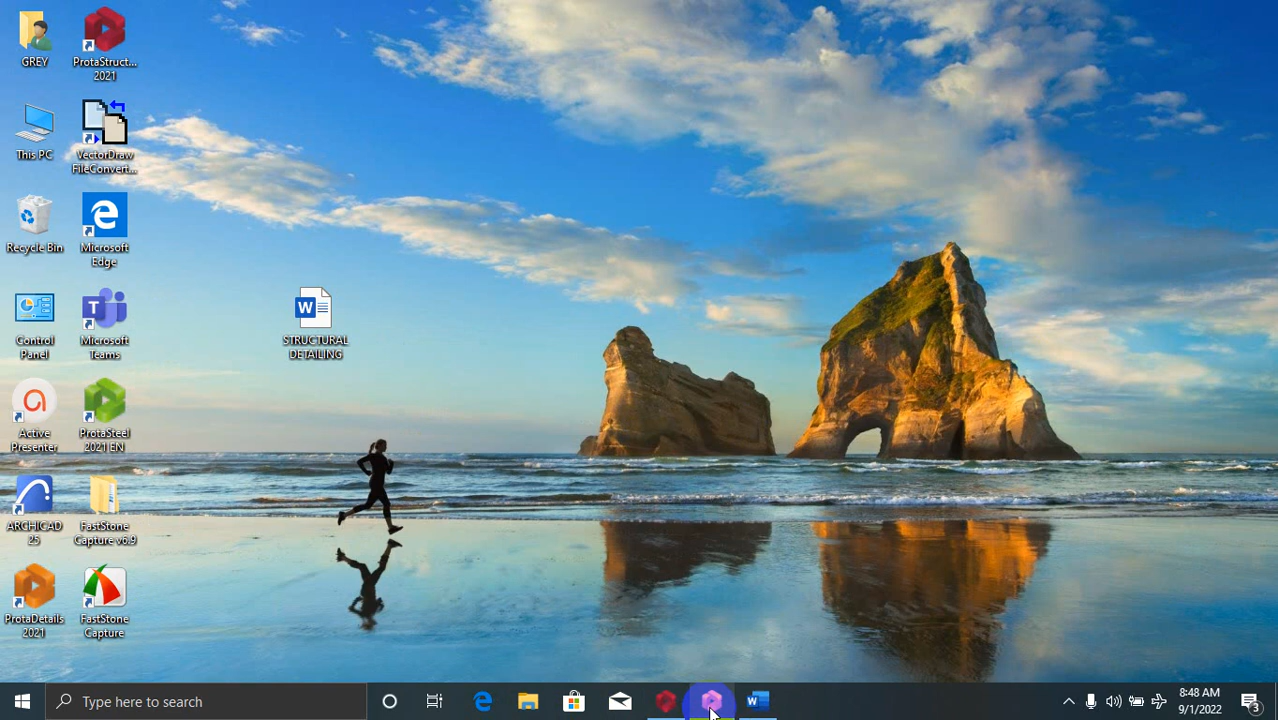 GREY
ProtaStruct...
2021
This PC
VectorDraw
FileConvert...
Recycle Bin
Microsoft
Edge
Control
Panel
Microsoft
Teams
W
STRUCTURAL
DETAILING
Active
Presenter
ProtaSteel
2021 EN
ARCHICAD
25
FastStone
Capture v6.9
ProtaDetails
2021
FastStone
Capture
Type here to search
8:48 AM
9/1/2022
3